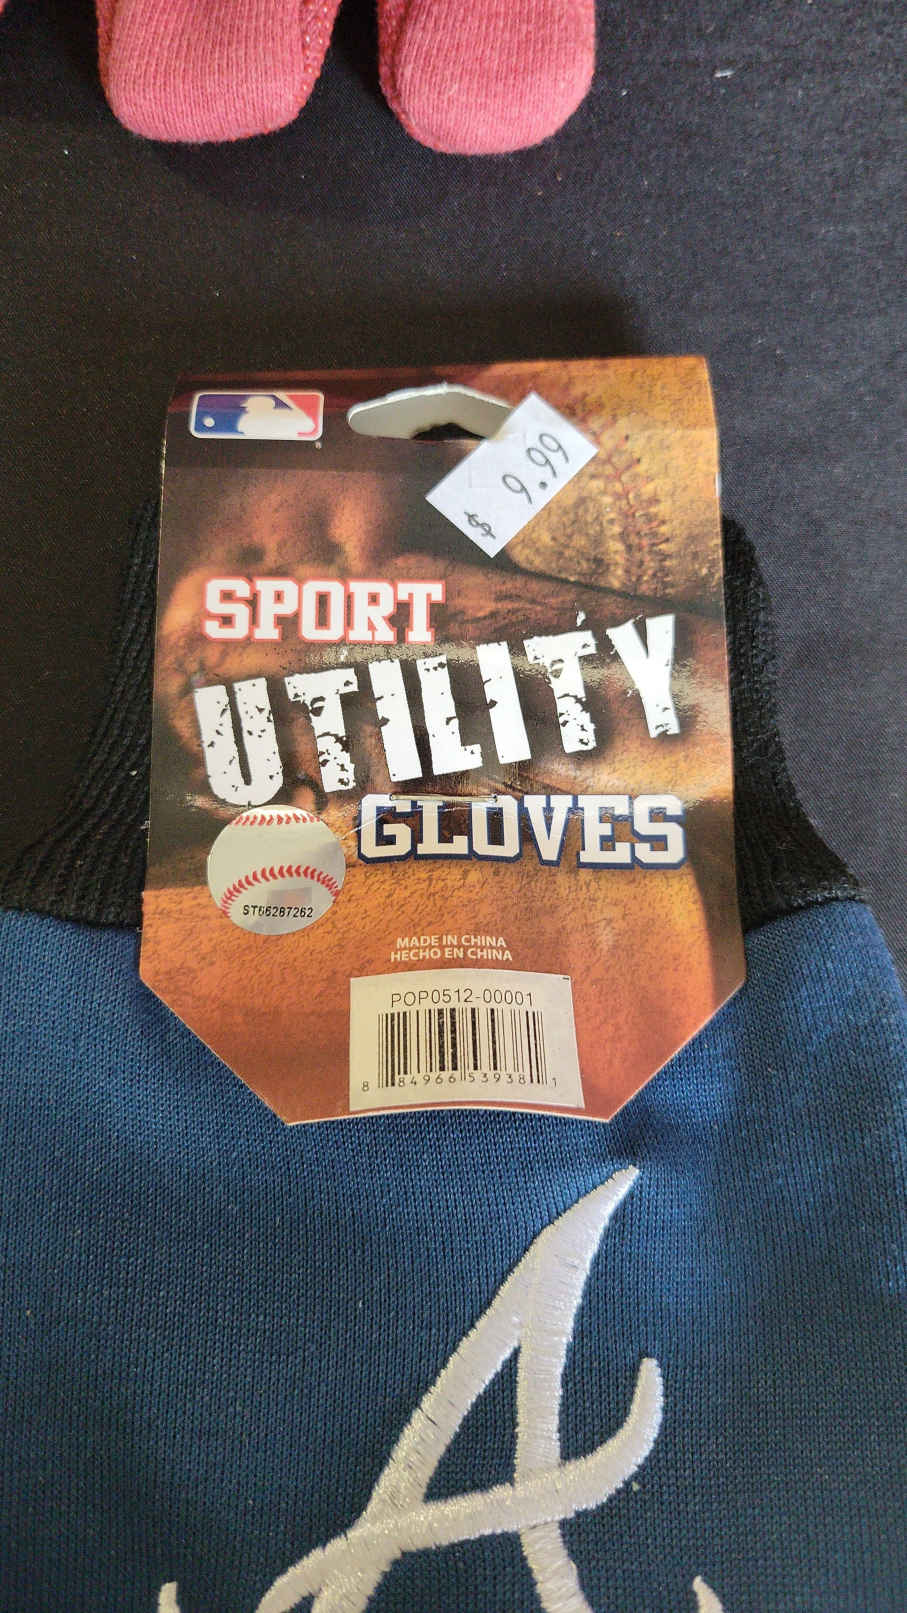 $ 9.99
SPORT
UTILITY
GLOVES
ST66287262
MADE IN CHINA
HECHO EN CHINA
POP0512-00001
8 84966 53938 1
A